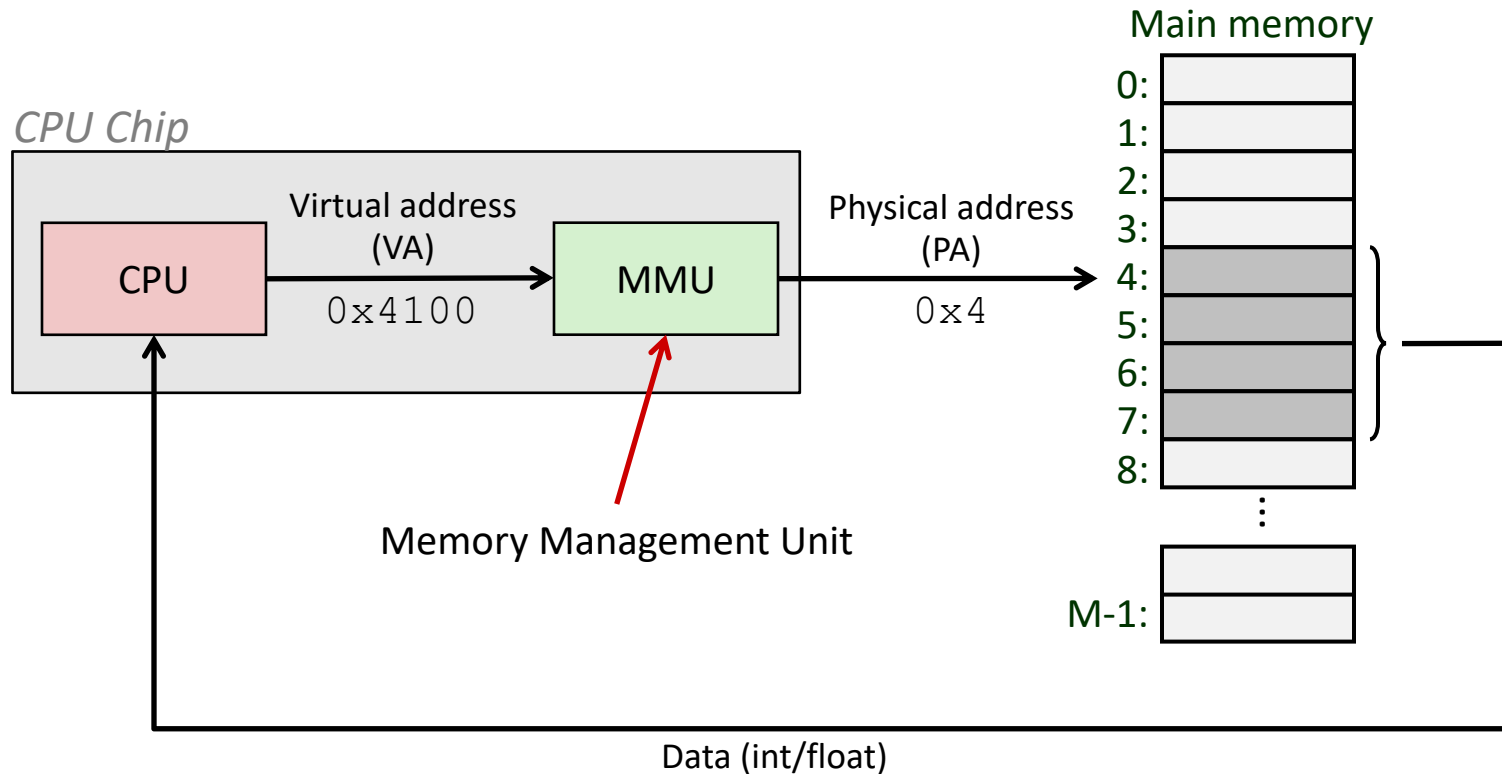 Main memory
0:
CPU Chip
1:
2:
Virtual address
(VA)
Physical address
(PA)
3:
CPU
MMU
4:
0x4100
0x4
5:
6:
7:
8:
⋮
Memory Management Unit
M-1:
Data (int/float)